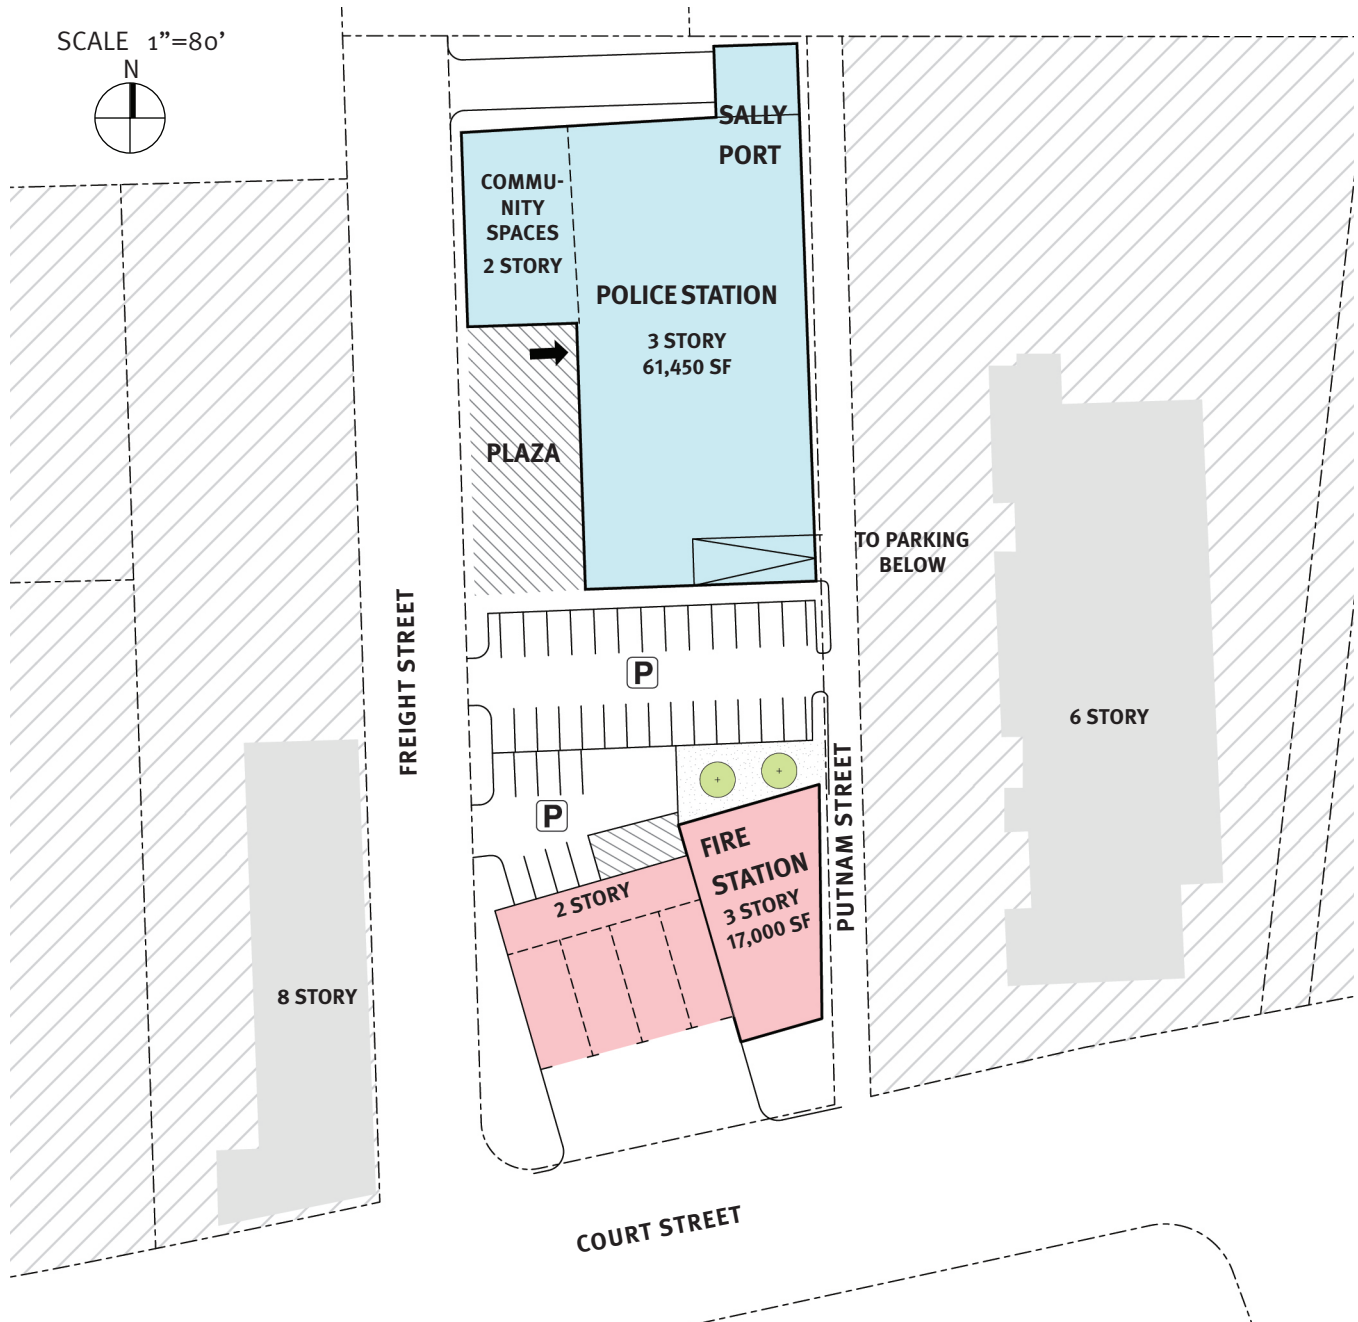 SCALE 1”=80’
N
SALLY
PORT
COMMU-
NITY
SPACES
2 STORY
POLICE STATION
3 STORY
61,450 SF
PLAZA
TO PARKING
BELOW
FREIGHT STREET
P
6 STORY
PUTNAM STREET
P
FIRE
STATION
3 STORY
17,000 SF
2 STORY
8 STORY
COURT STREET